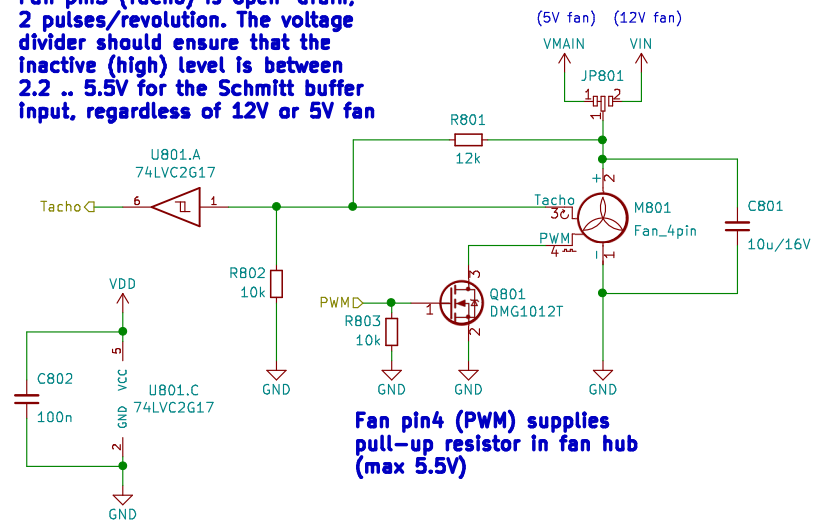 Fan pin3 (Tacho) is open-drain,
2 pulses/revolution. The voltage
divider should ensure that the
inactive (high) level is between
2.2 .. 5.5V for the Schmitt buffer
input, regardless of 12V or 5V fan
(5V fan) (12V fan)
VMAIN VIN
JP801
1 2
1
R801
12k
U801.A
74LVC2G17
Tacho 6 1
+ 2
Tacho
3
M801
Fan_4pin
PWM
4
- 1
C801
10u/16V
R802
10k
PWM
R803
10k
1
3
Q801
DMG1012T
2
GND GND GND GND
VDD
5
VCC
C802
100n
U801.C
74LVC2G17
GND
2
GND
Fan pin4 (PWM) supplies
pull-up resistor in fan hub
(max 5.5V)